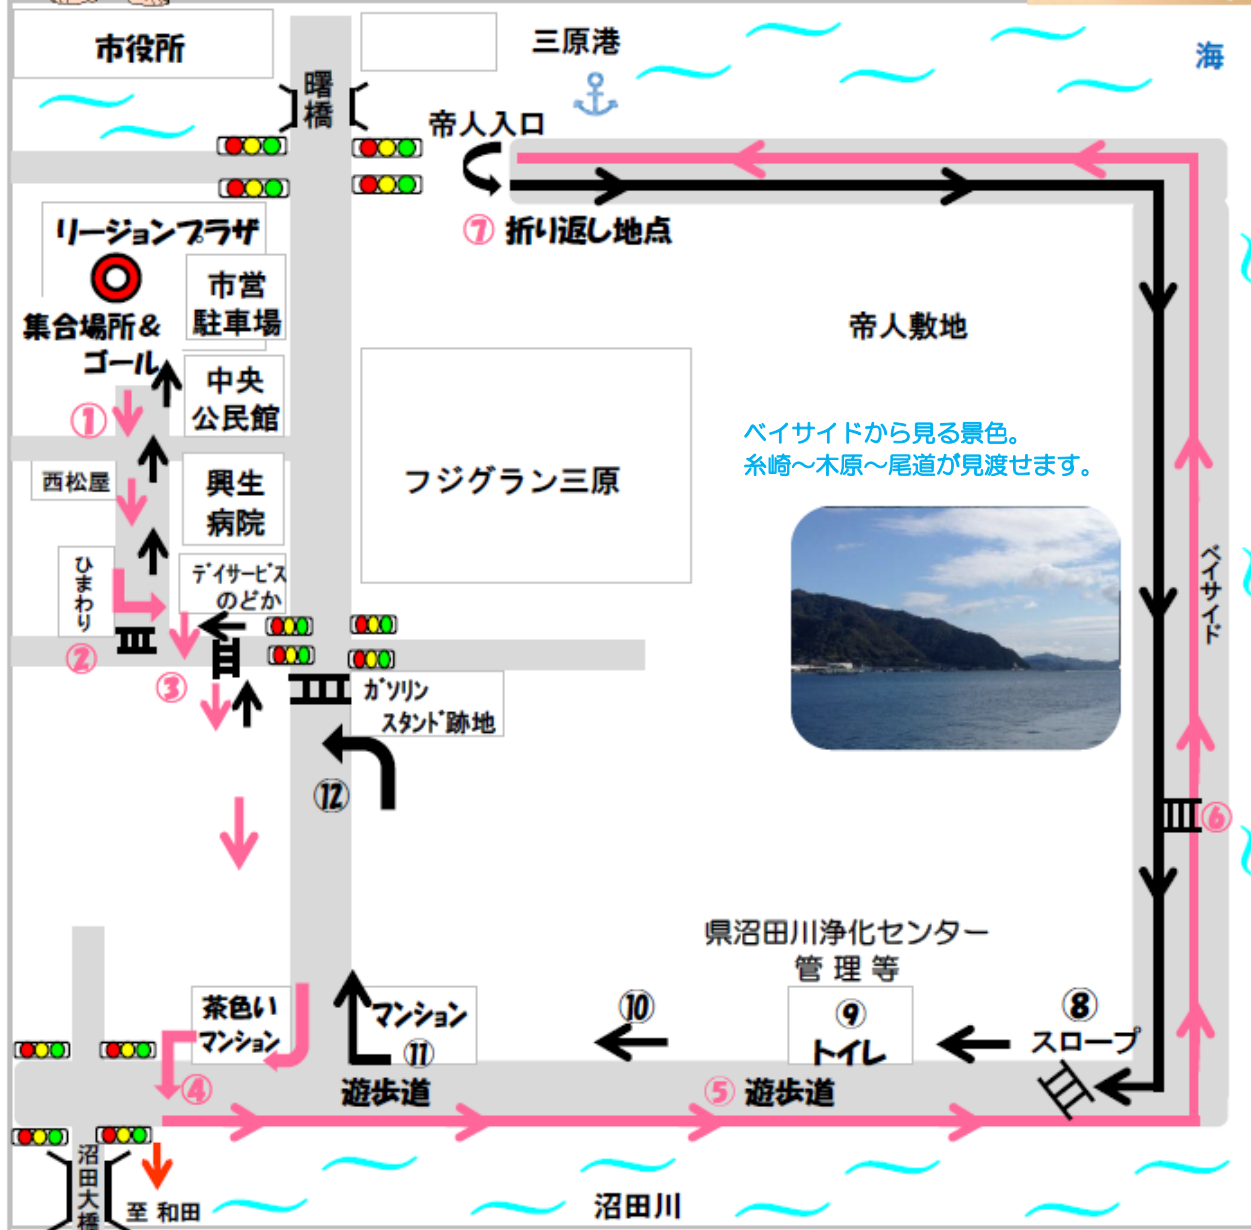 市役所
曙橋
三原港
海
帝人入口
⑦ 折り返し地点
リージョンプラザ
集合場所&
ゴール
市営
駐車場
帝人敷地
①
中央
公民館
西松屋
興生
病院
フジグラン三原
ベイサイドから見る景色。
糸崎～木原～尾道が見渡せます。
ベイサイド
ひまわり
デイサービス
のどか
②
③
ガソリン
スタンド跡地
⑫
⑥
県沼田川浄化センター
管理等
茶色い
マンション
マンション
⑪
⑩
⑨
トイレ
⑧
スロープ
④
遊歩道
⑤ 遊歩道
沼田大橋
至 和田
沼田川